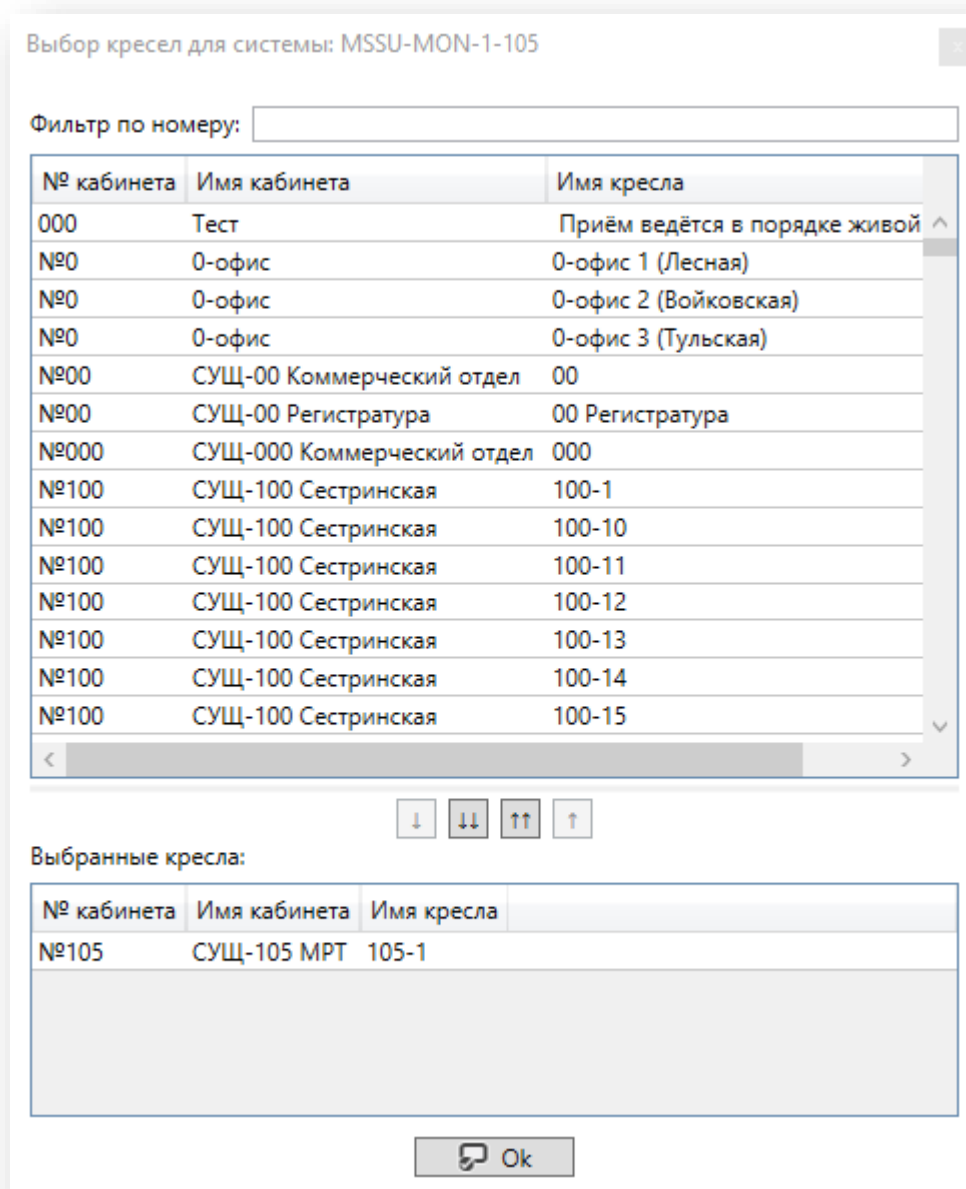 Выбор кресел для системы: MSSU-MON-1-105
x
Фильтр по номеру:
№ кабинета Имя кабинета Имя кресла
000 Тест Приём ведётся в порядке живой
№0 0-офис 0-офис 1 (Лесная)
№0 0-офис 0-офис 2 (Войковская)
№0 0-офис 0-офис 3 (Тульская)
№00 СУЩ-00 Коммерческий отдел 00
№00 СУЩ-00 Регистратура 00 Регистратура
№000 СУЩ-000 Коммерческий отдел 000
№100 СУЩ-100 Сестринская 100-1
№100 СУЩ-100 Сестринская 100-10
№100 СУЩ-100 Сестринская 100-11
№100 СУЩ-100 Сестринская 100-12
№100 СУЩ-100 Сестринская 100-13
№100 СУЩ-100 Сестринская 100-14
№100 СУЩ-100 Сестринская 100-15
↓ ↓↓ ↑↑ ↑
Выбранные кресла:
№ кабинета Имя кабинета Имя кресла
№105 СУЩ-105 МРТ 105-1
Ok